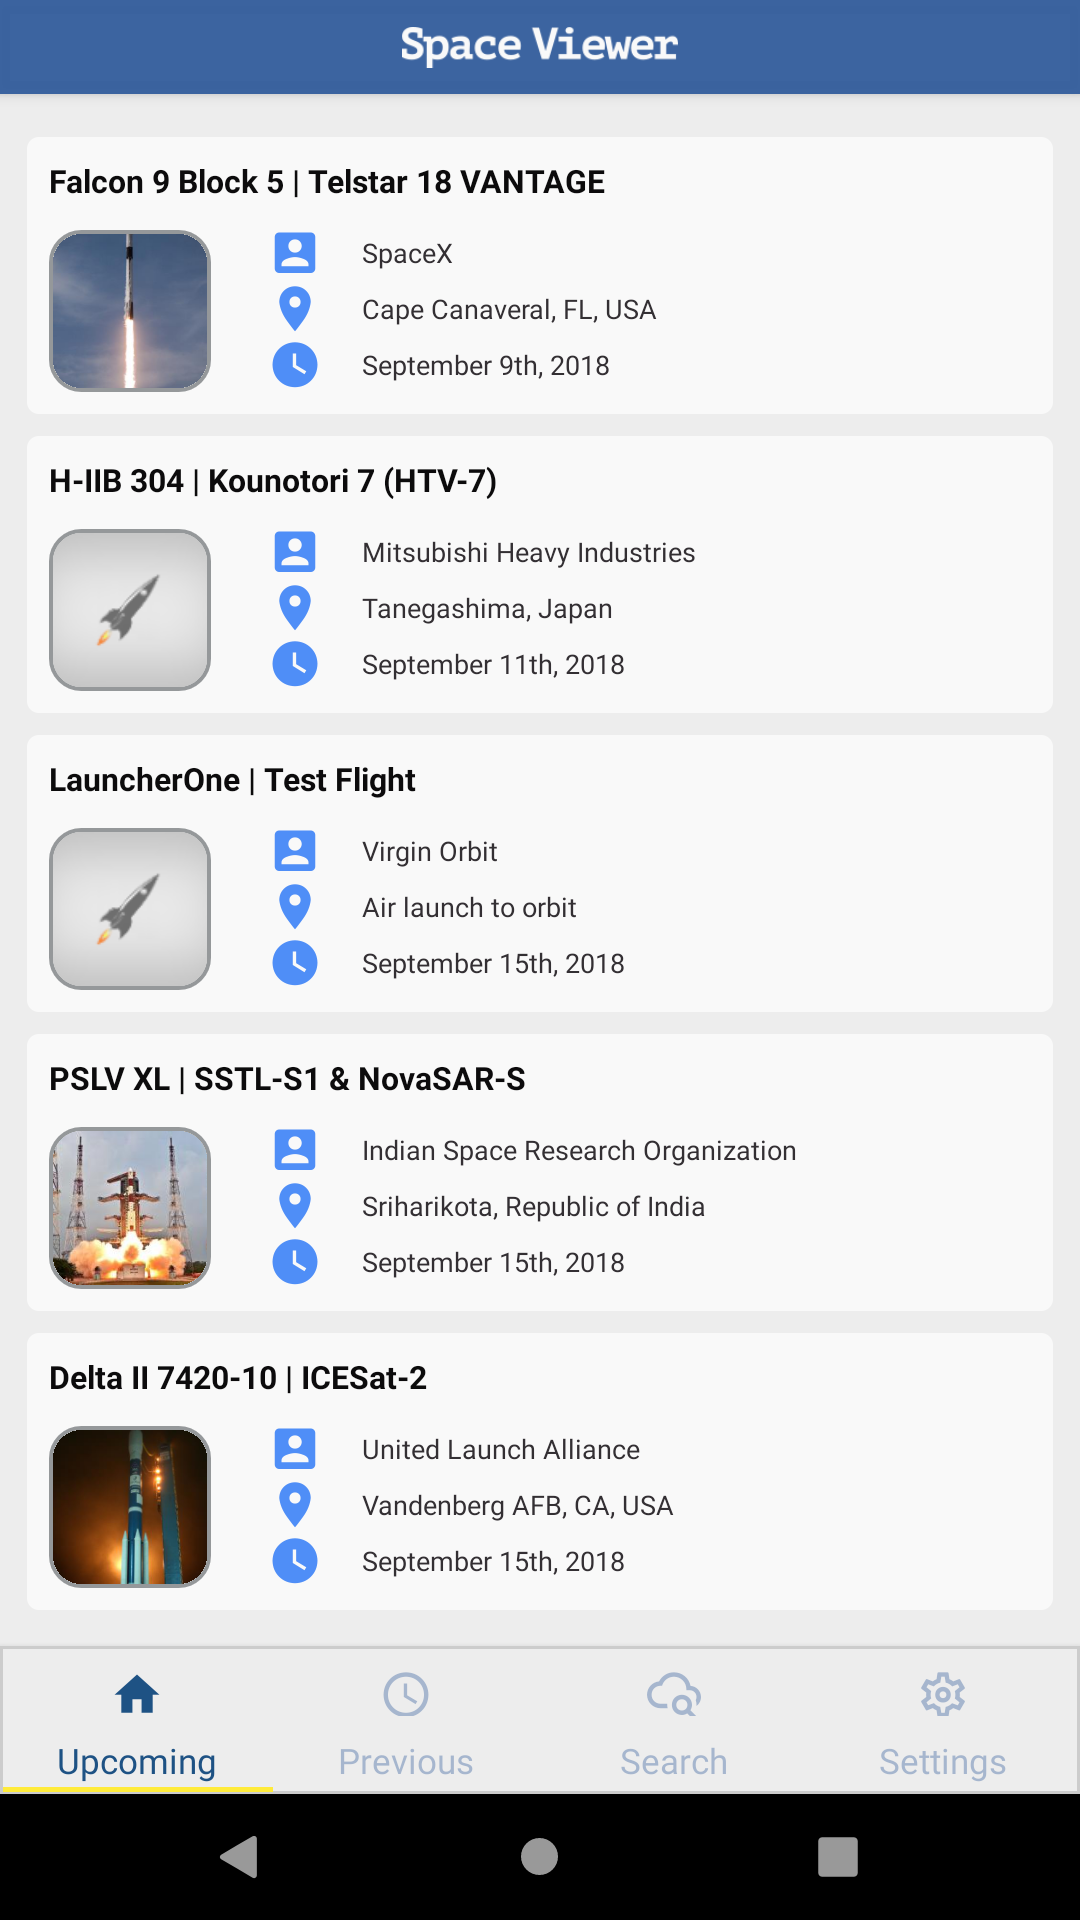 Space Viewer
Falcon 9 Block 5 | Telstar 18 VANTAGE
SpaceX
Cape Canaveral, FL, USA
September 9th, 2018
H-IIB 304 | Kounotori 7 (HTV-7)
Mitsubishi Heavy Industries
Tanegashima, Japan
September 11th, 2018
LauncherOne | Test Flight
Virgin Orbit
Air launch to orbit
September 15th, 2018
PSLV XL | SSTL-S1 & NovaSAR-S
Indian Space Research Organization
Sriharikota, Republic of India
September 15th, 2018
Delta II 7420-10 | ICESat-2
United Launch Alliance
Vandenberg AFB, CA, USA
September 15th, 2018
Upcoming Previous Search Settings